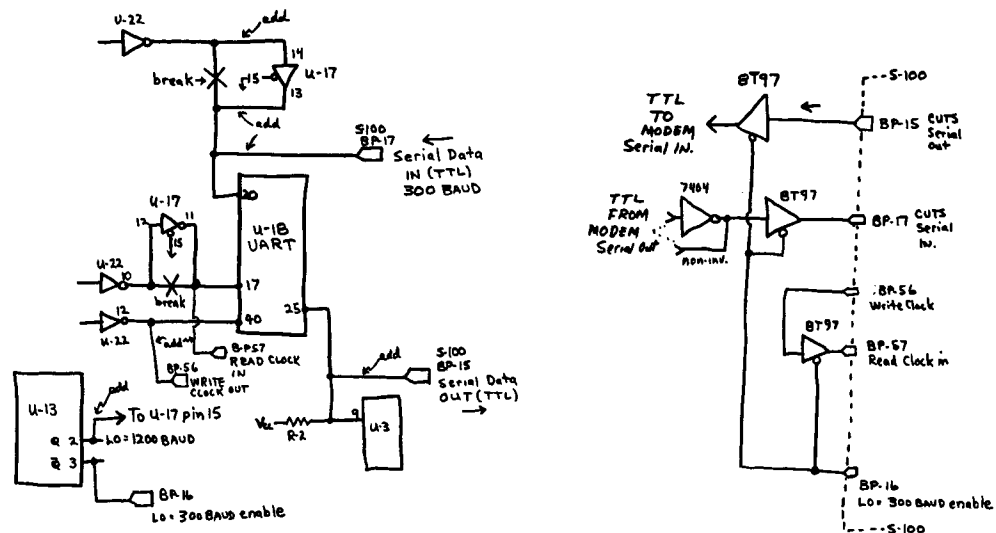 U-22
add
14
break→
15
U-17
13
add
add
S100
BP-17
Serial Data
IN (TTL)
300 BAUD
20
U-18
UART
U-17
12
11
15
U-22
10
break
17
25
12
40
U-22
add
BP57
READ CLOCK
IN
BP.56
WRITE
CLOCK OUT
add
S-100
BP-15
Serial Data
OUT (TTL)
U-13
To U-17 pin 15
Q 2
LO=1200 BAUD
Q̅ 3
Vcc
R-2
9
U-3
BP-16
LO=300 BAUD enable
8T97
S-100
TTL
TO
MODEM
Serial IN.
BP-15
CUTS
Serial
Out
TTL
FROM
MODEM
Serial Out
7404
non-inv.
8T97
BP-17
CUTS
Serial
IN.
BP.56
Write Clock
8T97
BP-57
Read Clock in
BP-16
LO=300 BAUD enable
S-100